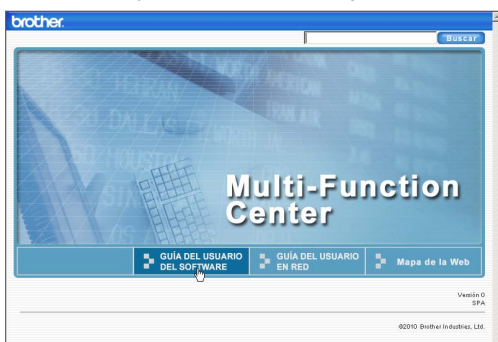 brother.
Buscar
Multi-Function
Center
GUÍA DEL USUARIO
DEL SOFTWARE
GUÍA DEL USUARIO
EN RED
Mapa de la Web
Versión 0
SPA
©2010 Brother Industries, Ltd.